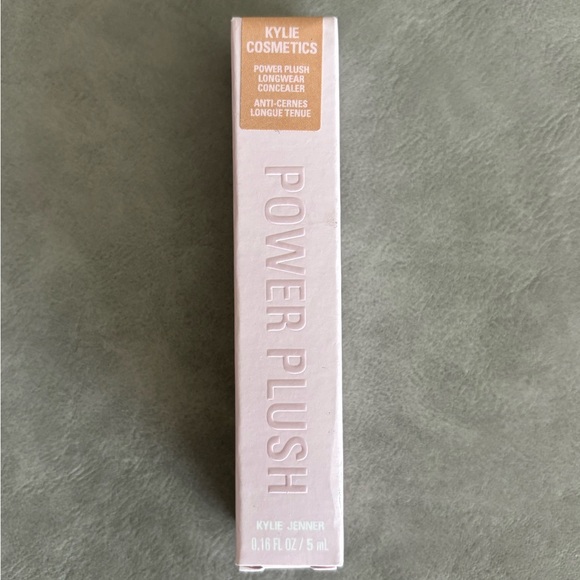 KYLIE
COSMETICS
POWER PLUSH
LONGWEAR
CONCEALER
ANTI-CERNES
LONGUE TENUE
POWER PLUSH
KYLIE JENNER
0.16 FL OZ / 5 mL